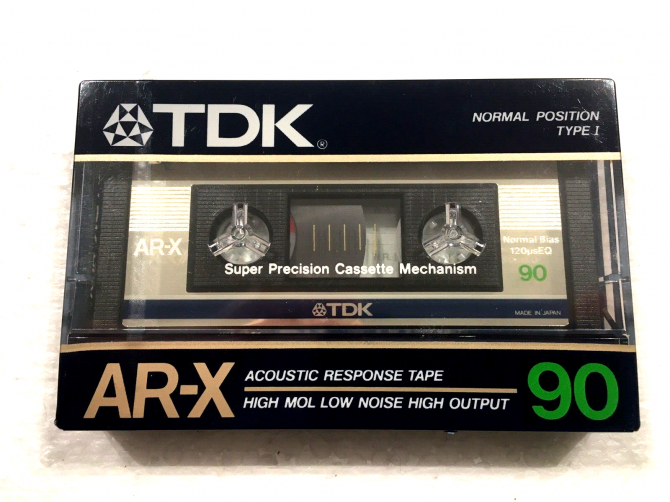 TDK®
NORMAL POSITION
TYPE I
AR-X
Normal Bias
120μsEQ
90
Super Precision Cassette Mechanism
TDK
MADE IN JAPAN
AR-X
ACOUSTIC RESPONSE TAPE
HIGH MOL LOW NOISE HIGH OUTPUT
90